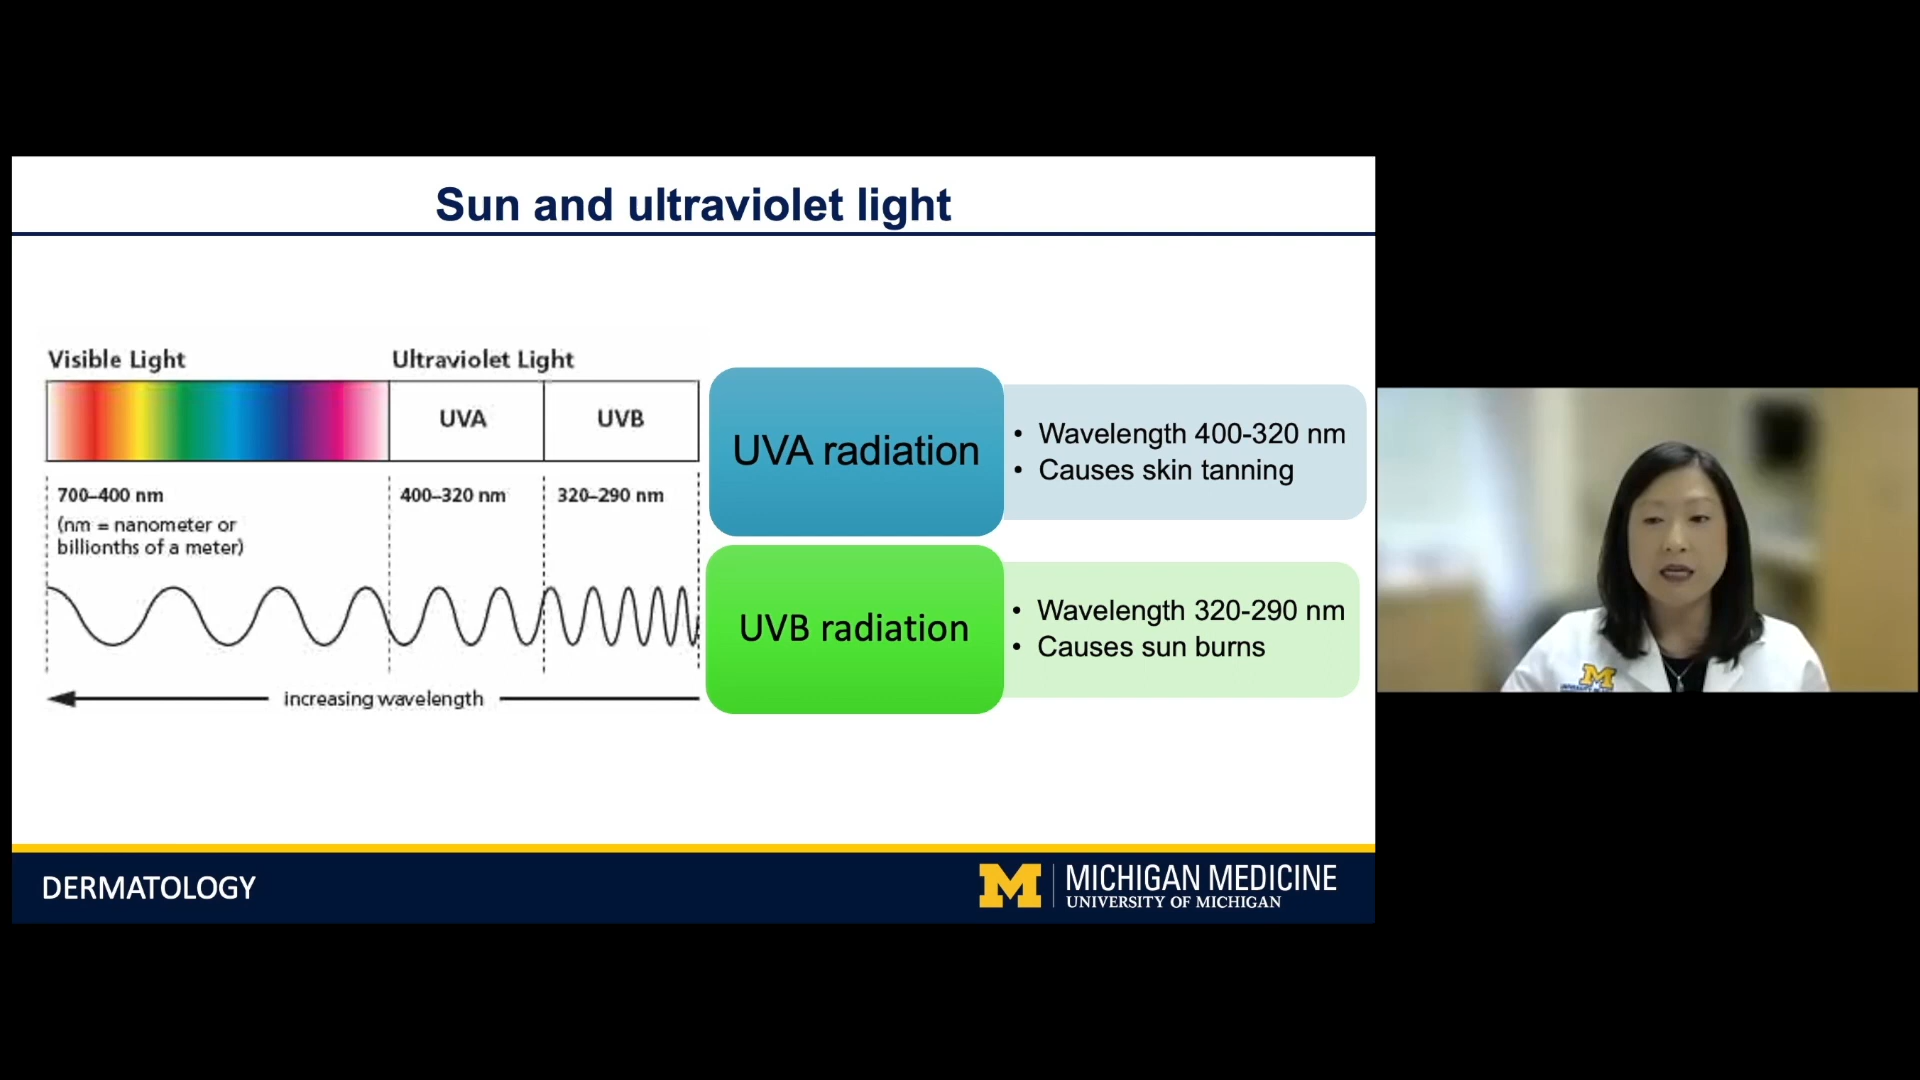 Sun and ultraviolet light
Visible Light
Ultraviolet Light
UVA
UVB
700–400 nm
400–320 nm
320–290 nm
(nm = nanometer or
billionths of a meter)
increasing wavelength
UVA radiation
• Wavelength 400-320 nm
• Causes skin tanning
UVB radiation
• Wavelength 320-290 nm
• Causes sun burns
DERMATOLOGY
M
MICHIGAN MEDICINE
UNIVERSITY OF MICHIGAN
M